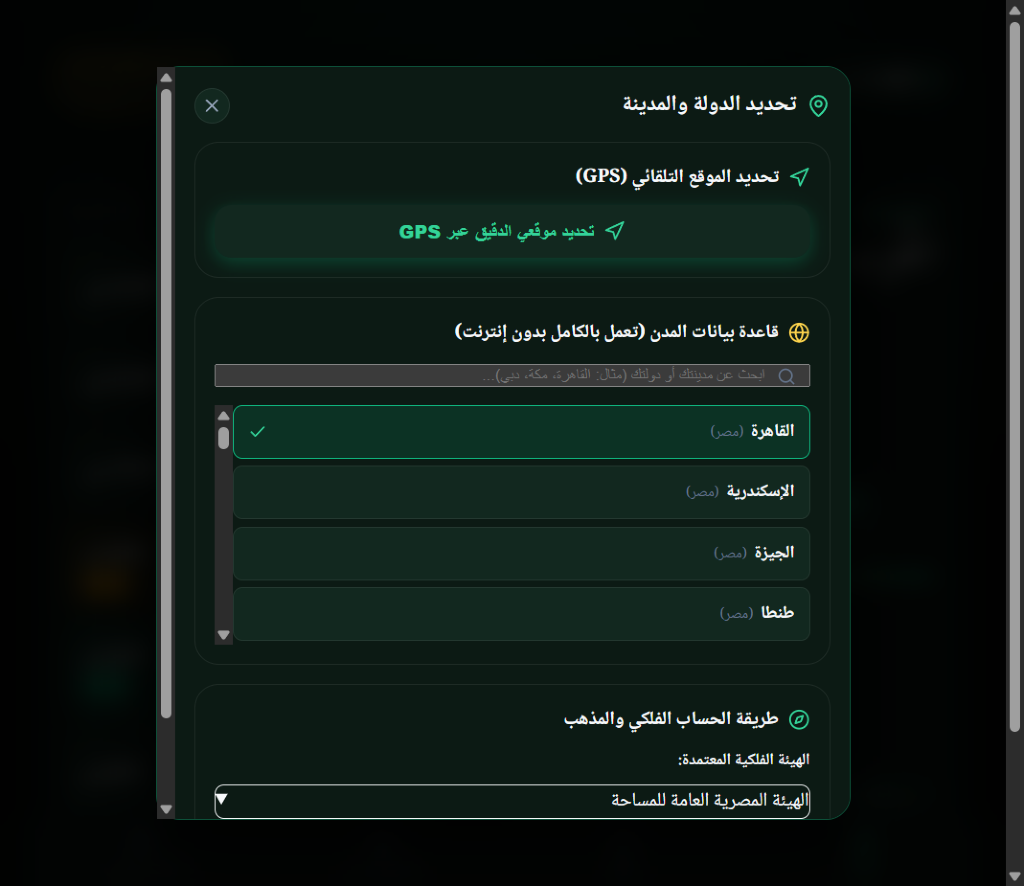 تحديد الدولة والمدينة
تحديد الموقع التلقائي (GPS)
تحديد موقعي الدقيق عبر GPS
قاعدة بيانات المدن (تعمل بالكامل بدون إنترنت)
ابحث عن مدينتك أو دولتك (مثال: القاهرة، مكة، دبي)...
القاهرة (مصر)
الإسكندرية (مصر)
الجيزة (مصر)
طنطا (مصر)
طريقة الحساب الفلكي والمذهب
الهيئة الفلكية المعتمدة:
الهيئة المصرية العامة للمساحة